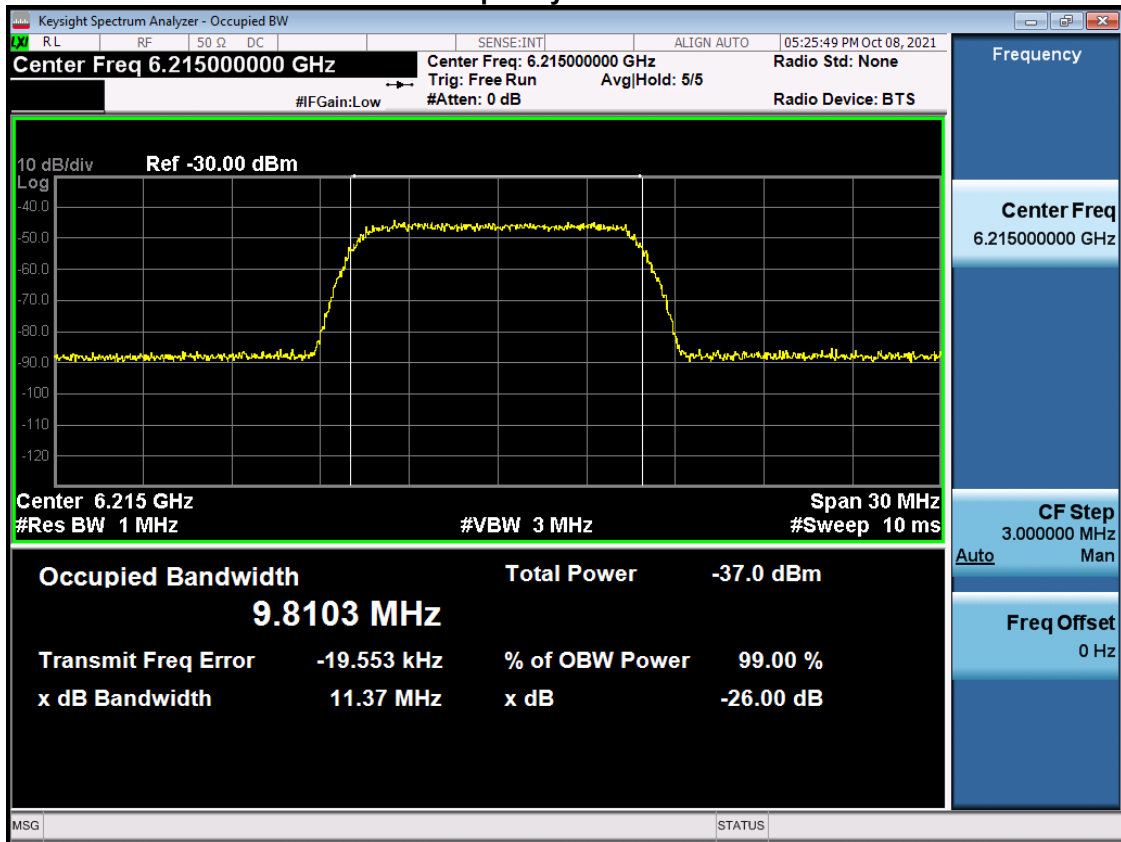 Keysight Spectrum Analyzer - Occupied BW
LXI RL RF 50 Ω DC SENSE:INT ALIGN AUTO 05:25:49 PM Oct 08, 2021
Center Freq 6.215000000 GHz
Center Freq: 6.215000000 GHz
Radio Std: None
Trig: Free Run Avg|Hold: 5/5
#IFGain:Low
#Atten: 0 dB
Radio Device: BTS
10 dB/div Ref -30.00 dBm
Log
-40.0
-50.0
-60.0
-70.0
-80.0
-90.0
-100
-110
-120
Center 6.215 GHz Span 30 MHz
#Res BW 1 MHz #VBW 3 MHz #Sweep 10 ms
Occupied Bandwidth Total Power -37.0 dBm
9.8103 MHz
Transmit Freq Error -19.553 kHz % of OBW Power 99.00 %
x dB Bandwidth 11.37 MHz x dB -26.00 dB
Frequency
Center Freq
6.215000000 GHz
CF Step
3.000000 MHz
Auto Man
Freq Offset
0 Hz
MSG STATUS